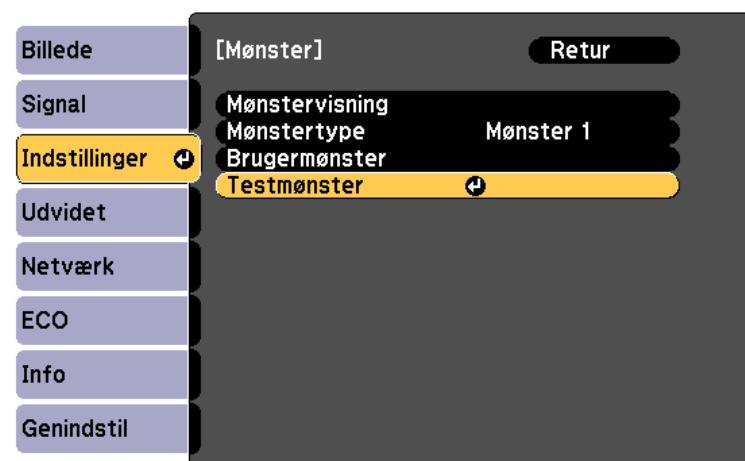 Billede
Signal
Indstillinger
Udvidet
Netværk
ECO
Info
Genindstil
[Mønster] Retur
Mønstervisning
Mønstertype Mønster 1
Brugermønster
Testmønster